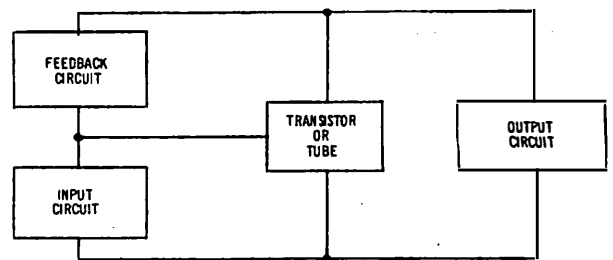 FEEDBACK
CIRCUIT
TRANSISTOR
OR
TUBE
OUTPUT
CIRCUIT
INPUT
CIRCUIT